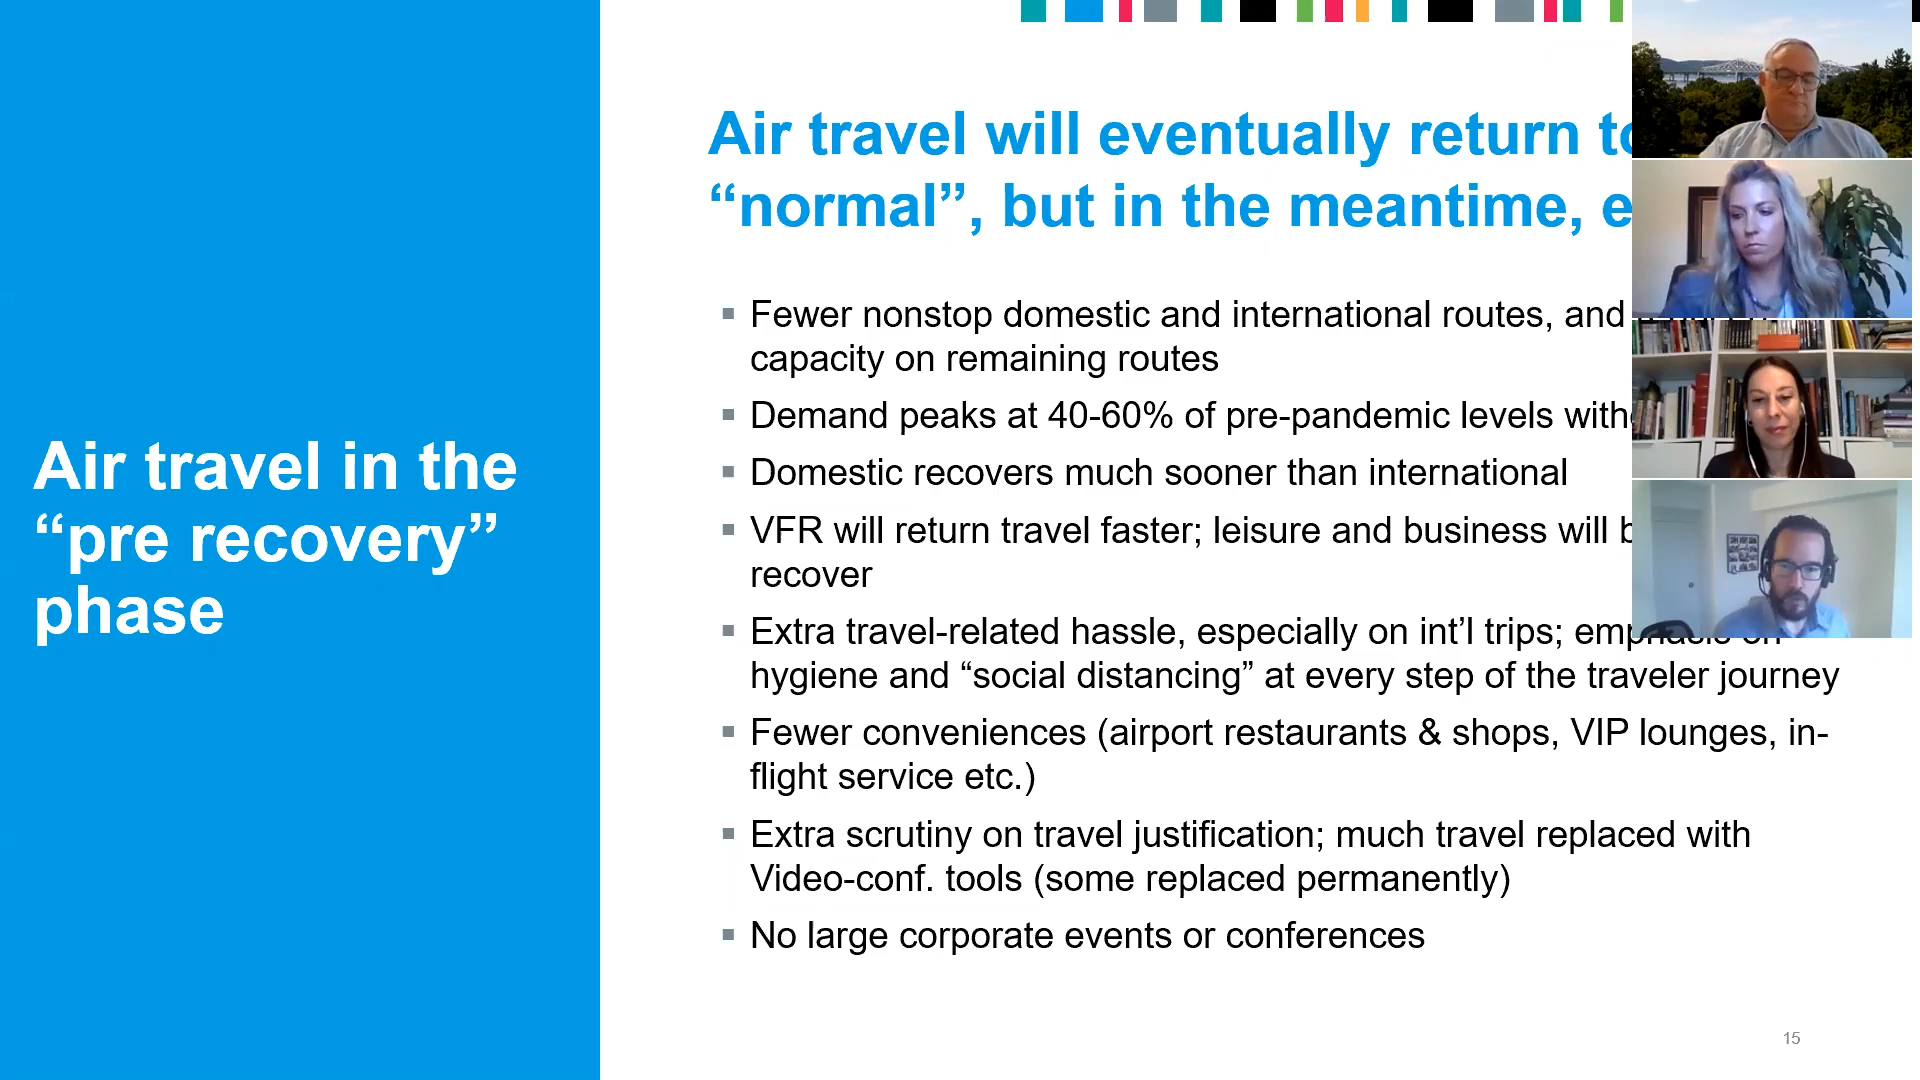 Air travel in the
“pre recovery”
phase
Air travel will eventually return to
“normal”, but in the meantime,
Fewer nonstop domestic and international routes, and
capacity on remaining routes
Demand peaks at 40-60% of pre-pandemic levels
Domestic recovers much sooner than international
VFR will return travel faster; leisure and business will
recover
Extra travel-related hassle, especially on int’l trips; emphasis on
hygiene and “social distancing” at every step of the traveler journey
Fewer conveniences (airport restaurants & shops, VIP lounges, in-
flight service etc.)
Extra scrutiny on travel justification; much travel replaced with
Video-conf. tools (some replaced permanently)
No large corporate events or conferences
15